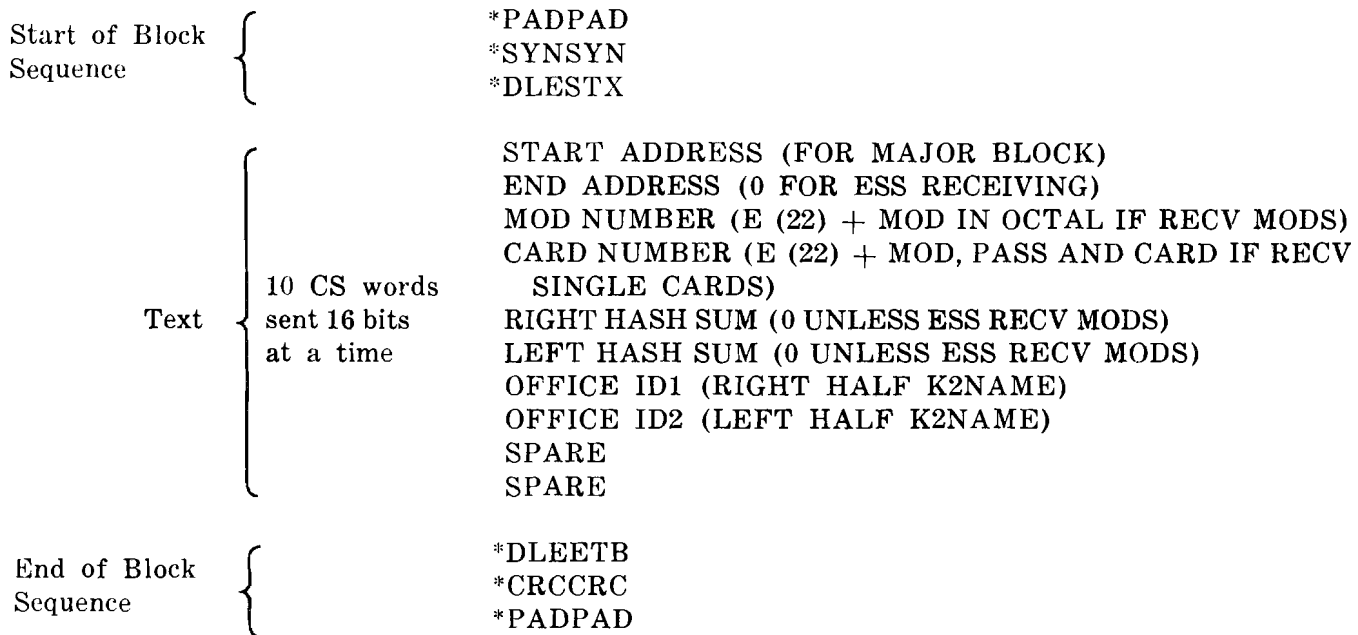 Start of Block
Sequence
*PADPAD
*SYNSYN
*DLESTX
Text
10 CS words
sent 16 bits
at a time
START ADDRESS (FOR MAJOR BLOCK)
END ADDRESS (0 FOR ESS RECEIVING)
MOD NUMBER (E (22) + MOD IN OCTAL IF RECV MODS)
CARD NUMBER (E (22) + MOD, PASS AND CARD IF RECV
SINGLE CARDS)
RIGHT HASH SUM (0 UNLESS ESS RECV MODS)
LEFT HASH SUM (0 UNLESS ESS RECV MODS)
OFFICE ID1 (RIGHT HALF K2NAME)
OFFICE ID2 (LEFT HALF K2NAME)
SPARE
SPARE
End of Block
Sequence
*DLEETB
*CRCCRC
*PADPAD